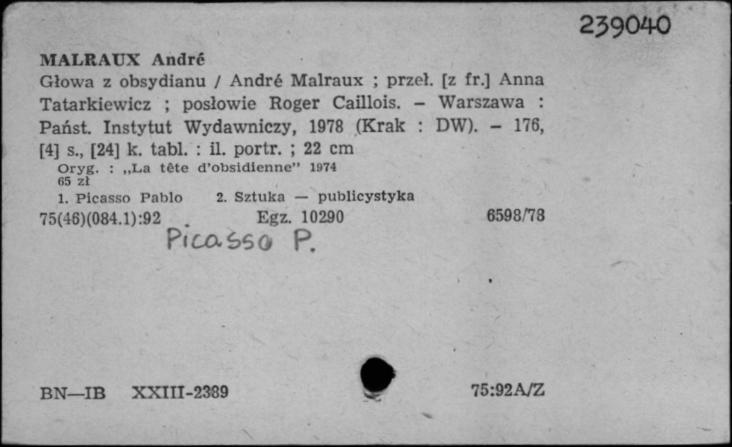 239040
MALRAUX André
Głowa z obsydianu / André Malraux ; przeł. [z fr.] Anna
Tatarkiewicz ; posłowie Roger Caillois. – Warszawa :
Państ. Instytut Wydawniczy, 1978 (Krak : DW). – 176,
[4] s., [24] k. tabl. : il. portr. ; 22 cm
Oryg. : „La tête d'obsidienne" 1974
65 zł
1. Picasso Pablo 2. Sztuka — publicystyka
75(46)(084.1):92 . Egz. 10290 6598/78
Picasso P.
BN—IB XXIII-2389 75:92A/Z